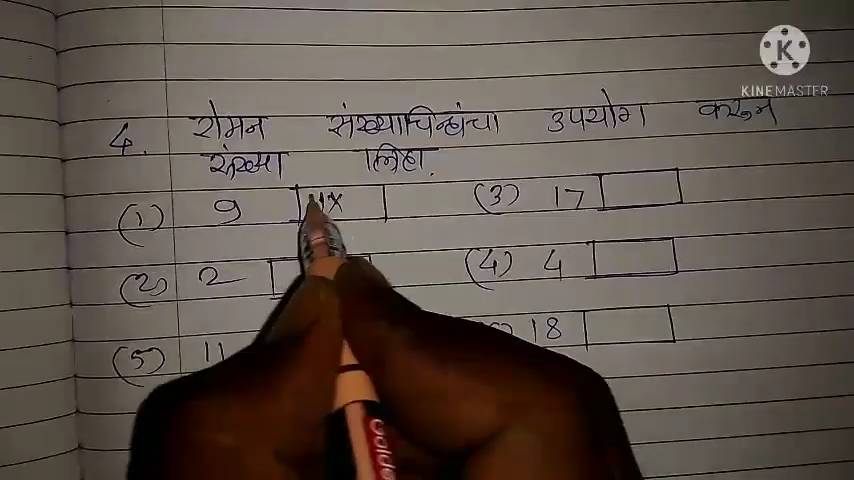 KINEMASTER
4. रोमन संख्याचिन्हांचा उपयोग करून
संख्या लिहा.
(1) 9 IX (3) 17
(2) 2 (4) 4
(5) 11 18